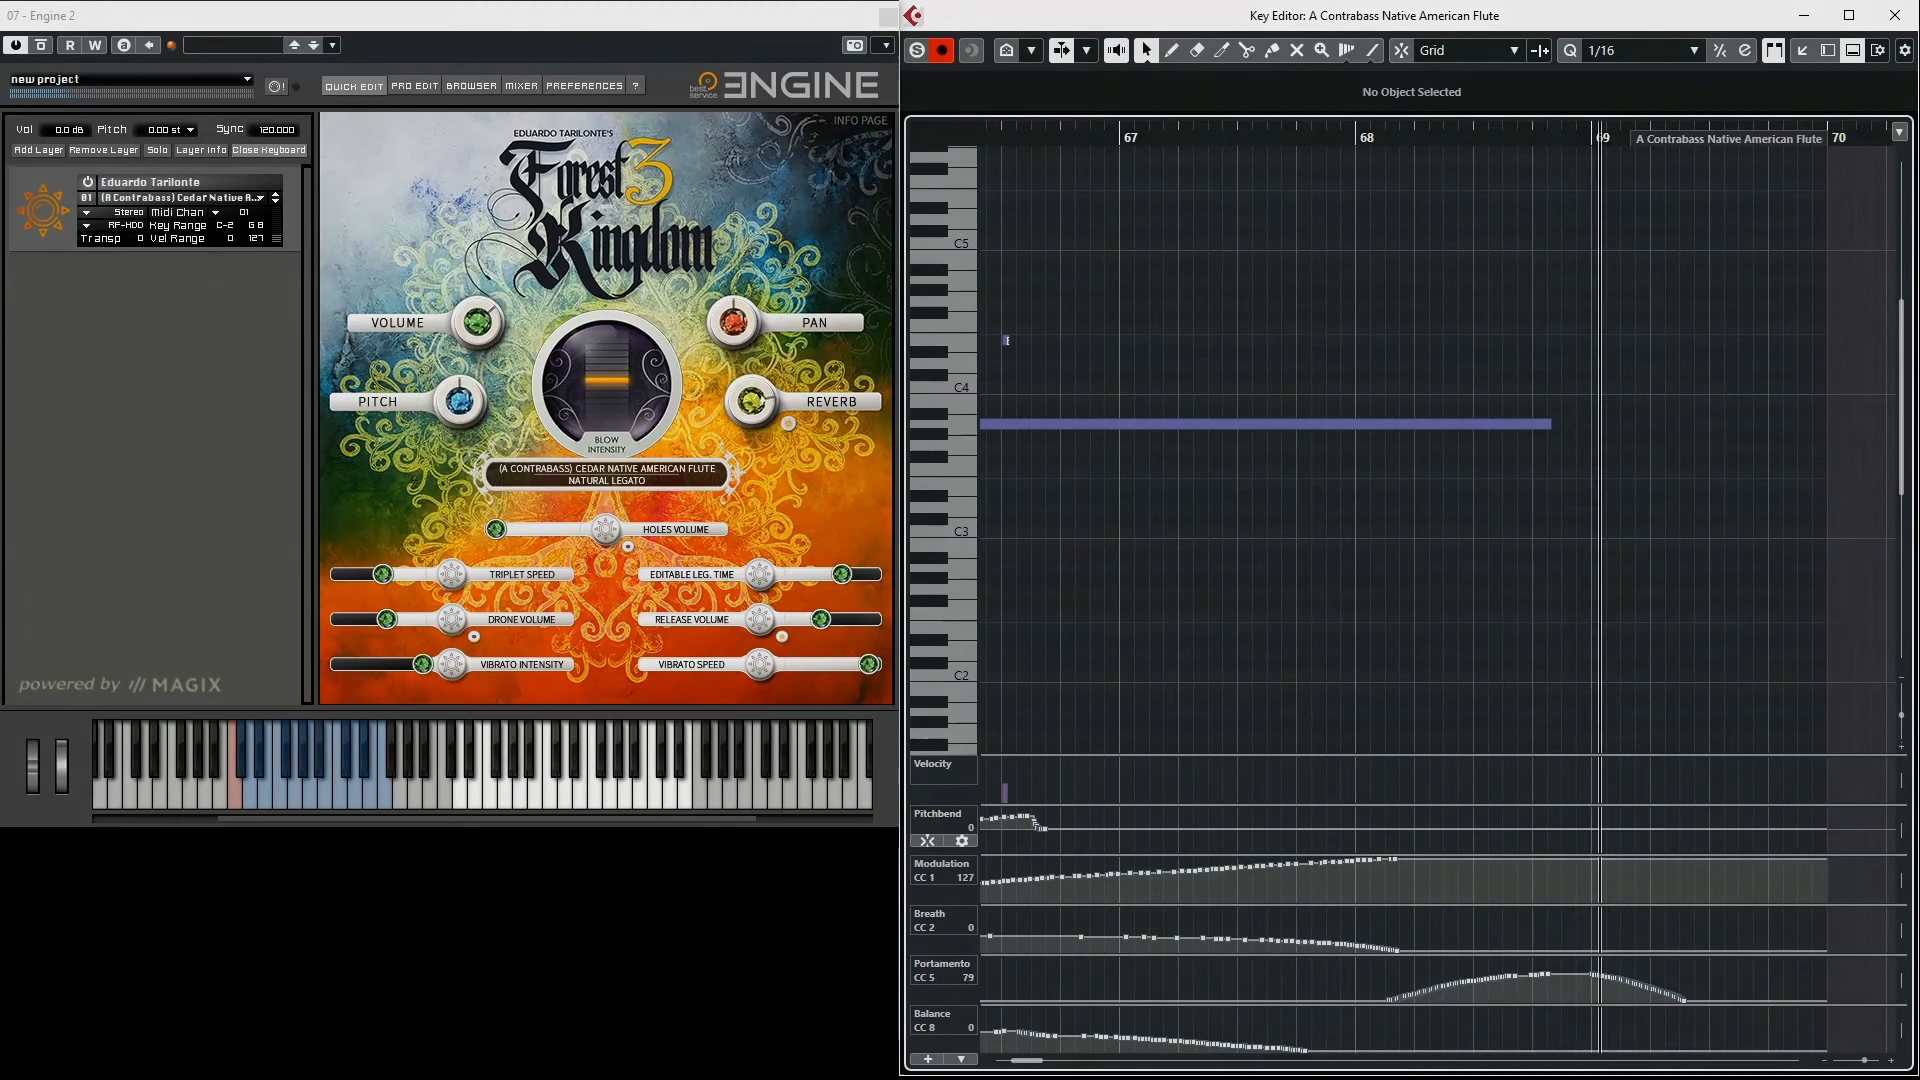 07 - Engine 2
R W
new project
QUICK EDIT PRO EDIT BROWSER MIXER PREFERENCES ?
best service ENGINE
Vol 0.0 dB Pitch 0.00 st Sync 120.000
Add Layer Remove Layer Solo Layer Info Close Keyboard
Eduardo Tarilonte
01 (A Contrabass) Cedar Native A..
Stereo Midi Chan 01
RF-HDD Key Range C-2 G 8
Transp 0 Vel Range 0 127
powered by MAGIX
INFO PAGE
EDUARDO TARILONTE'S
Forest 3
Kingdom
VOLUME
PAN
PITCH
REVERB
BLOW
INTENSITY
(A CONTRABASS) CEDAR NATIVE AMERICAN FLUTE
NATURAL LEGATO
HOLES VOLUME
TRIPLET SPEED
EDITABLE LEG. TIME
DRONE VOLUME
RELEASE VOLUME
VIBRATO INTENSITY
VIBRATO SPEED
Key Editor: A Contrabass Native American Flute
S
Grid
Q 1/16
No Object Selected
67 68 69 A Contrabass Native American Flute 70
C5
C4
C3
C2
Velocity
Pitchbend
0
Modulation
CC 1 127
Breath
CC 2 0
Portamento
CC 5 79
Balance
CC 8 0